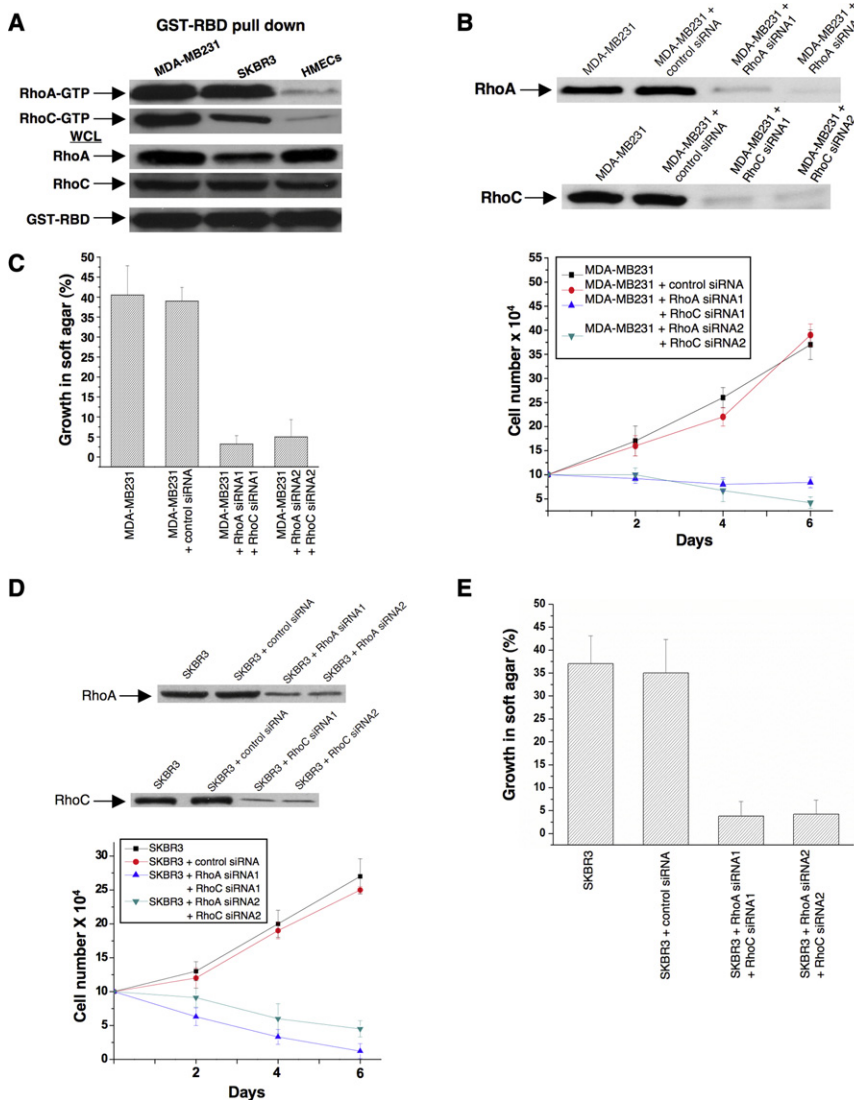 A
GST-RBD pull down
MDA-MB231
SKBR3
HMECs
RhoA-GTP
RhoC-GTP
WCL
RhoA
RhoC
GST-RBD
B
MDA-MB231
MDA-MB231 +
control siRNA
MDA-MB231 +
RhoA siRNA1
MDA-MB231 +
RhoA siRNA2
RhoA
MDA-MB231
MDA-MB231 +
control siRNA
MDA-MB231 +
RhoC siRNA1
MDA-MB231 +
RhoC siRNA2
RhoC
C
Growth in soft agar (%)
45
40
35
30
25
20
15
10
5
0
MDA-MB231
MDA-MB231
+ control siRNA
MDA-MB231
+ RhoA siRNA1
+ RhoC siRNA1
MDA-MB231
+ RhoA siRNA2
+ RhoC siRNA2
MDA-MB231
MDA-MB231 + control siRNA
MDA-MB231 + RhoA siRNA1
+ RhoC siRNA1
MDA-MB231 + RhoA siRNA2
+ RhoC siRNA2
Cell number x 10⁴
50
45
40
35
30
25
20
15
10
5
2 4 6
Days
D
SKBR3
SKBR3 + control siRNA
SKBR3 + RhoA siRNA1
SKBR3 + RhoA siRNA2
RhoA
SKBR3
SKBR3 + control siRNA
SKBR3 + RhoC siRNA1
SKBR3 + RhoC siRNA2
RhoC
SKBR3
SKBR3 + control siRNA
SKBR3 + RhoA siRNA1
+ RhoC siRNA1
SKBR3 + RhoA siRNA2
+ RhoC siRNA2
Cell number X 10⁴
30
25
20
15
10
5
0
2 4 6
Days
E
Growth in soft agar (%)
50
45
40
35
30
25
20
15
10
5
0
SKBR3
SKBR3 + control siRNA
SKBR3 + RhoA siRNA1
+ RhoC siRNA1
SKBR3 + RhoA siRNA2
+ RhoC siRNA2